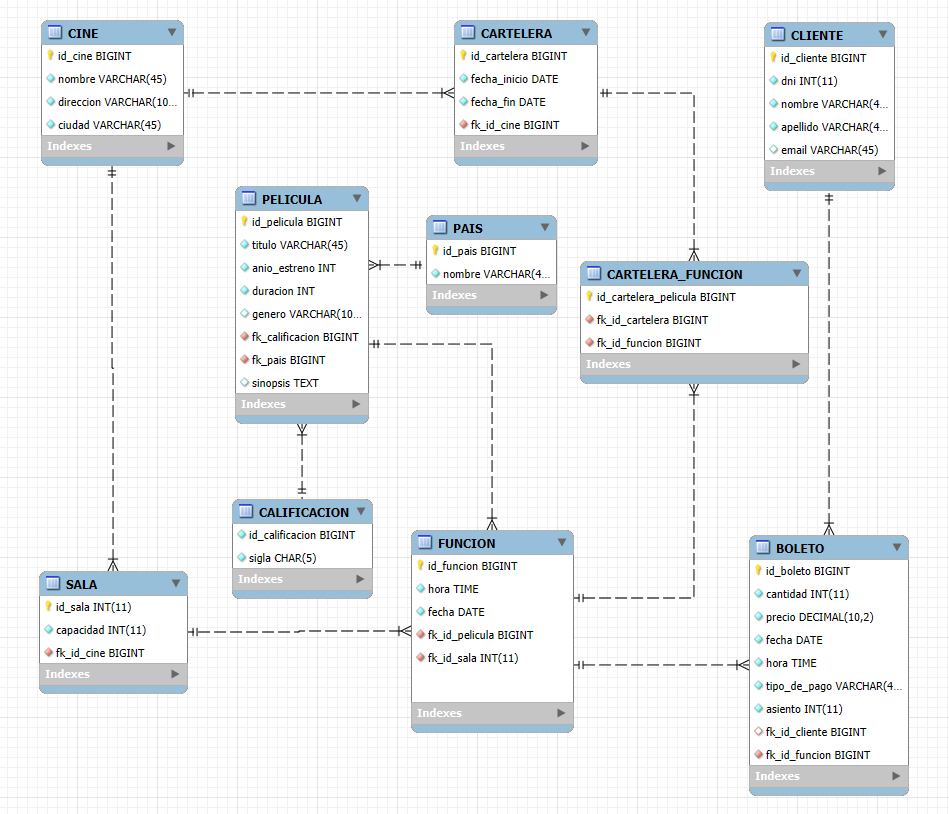 CINE
id_cine BIGINT
nombre VARCHAR(45)
direccion VARCHAR(10...
ciudad VARCHAR(45)
Indexes
CARTELERA
id_cartelera BIGINT
fecha_inicio DATE
fecha_fin DATE
fk_id_cine BIGINT
Indexes
CLIENTE
id_cliente BIGINT
dni INT(11)
nombre VARCHAR(4...
apellido VARCHAR(4...
email VARCHAR(45)
Indexes
PELICULA
id_pelicula BIGINT
titulo VARCHAR(45)
anio_estreno INT
duracion INT
genero VARCHAR(10...
fk_calificacion BIGINT
fk_pais BIGINT
sinopsis TEXT
Indexes
PAIS
id_pais BIGINT
nombre VARCHAR(4...
Indexes
CARTELERA_FUNCION
id_cartelera_pelicula BIGINT
fk_id_cartelera BIGINT
fk_id_funcion BIGINT
Indexes
CALIFICACION
id_calificacion BIGINT
sigla CHAR(5)
Indexes
SALA
id_sala INT(11)
capacidad INT(11)
fk_id_cine BIGINT
Indexes
FUNCION
id_funcion BIGINT
hora TIME
fecha DATE
fk_id_pelicula BIGINT
fk_id_sala INT(11)
Indexes
BOLETO
id_boleto BIGINT
cantidad INT(11)
precio DECIMAL(10,2)
fecha DATE
hora TIME
tipo_de_pago VARCHAR(4...
asiento INT(11)
fk_id_cliente BIGINT
fk_id_funcion BIGINT
Indexes